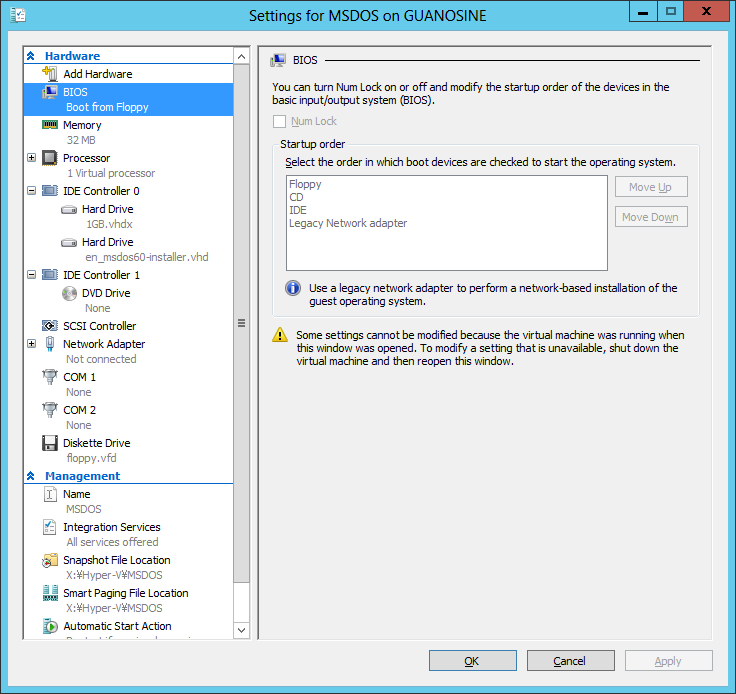 Settings for MSDOS on GUANOSINE
Hardware
Add Hardware
BIOS
Boot from Floppy
Memory
32 MB
Processor
1 Virtual processor
IDE Controller 0
Hard Drive
1GB.vhdx
Hard Drive
en_msdos60-installer.vhd
IDE Controller 1
DVD Drive
None
SCSI Controller
Network Adapter
Not connected
COM 1
None
COM 2
None
Diskette Drive
floppy.vfd
Management
Name
MSDOS
Integration Services
All services offered
Snapshot File Location
X:¥Hyper-V¥MSDOS
Smart Paging File Location
X:¥Hyper-V¥MSDOS
Automatic Start Action
BIOS
You can turn Num Lock on or off and modify the startup order of the devices in the
basic input/output system (BIOS).
Num Lock
Startup order
Select the order in which boot devices are checked to start the operating system.
Floppy
CD
IDE
Legacy Network adapter
Move Up
Move Down
Use a legacy network adapter to perform a network-based installation of the
guest operating system.
Some settings cannot be modified because the virtual machine was running when
this window was opened. To modify a setting that is unavailable, shut down the
virtual machine and then reopen this window.
OK
Cancel
Apply